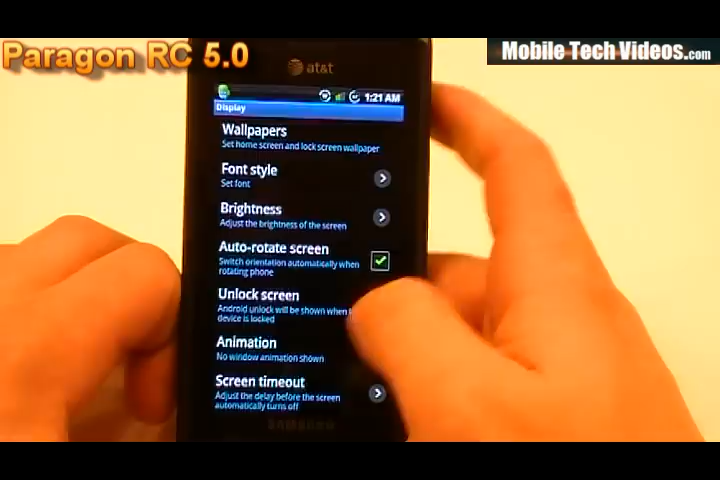 Paragon RC 5.0
Mobile Tech Videos.com
at&t
1:21 AM
Display
Wallpapers
Set home screen and lock screen wallpaper
Font style
Set font
Brightness
Adjust the brightness of the screen
Auto-rotate screen
Switch orientation automatically when
rotating phone
Unlock screen
Android unlock will be shown when
device is locked
Animation
No window animation shown
Screen timeout
Adjust the delay before the screen
automatically turns off
SAMSUNG